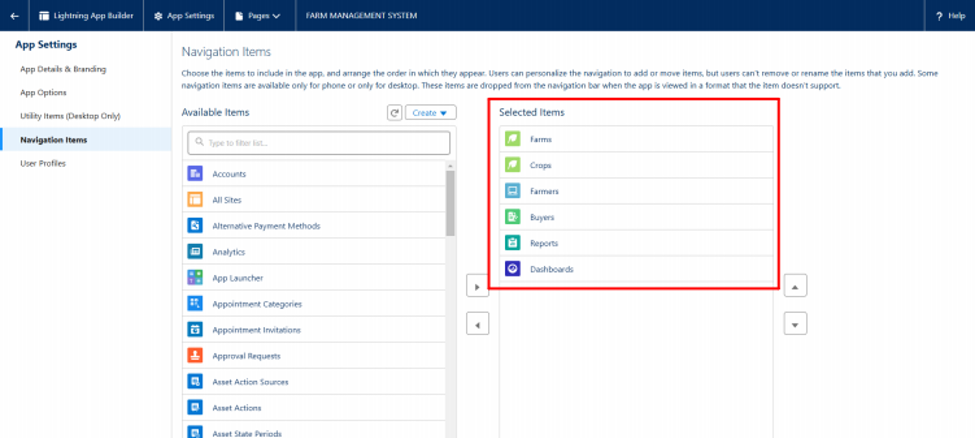 Lightning App Builder
App Settings
Pages
FARM MANAGEMENT SYSTEM
? Help
App Settings
App Details & Branding
App Options
Utility Items (Desktop Only)
Navigation Items
User Profiles
Navigation Items
Choose the items to include in the app, and arrange the order in which they appear. Users can personalize the navigation to add or move items, but users can't remove or rename the items that you add. Some
navigation items are available only for phone or only for desktop. These items are dropped from the navigation bar when the app is viewed in a format that the item doesn't support.
Available Items
Create
Type to filter list...
Accounts
All Sites
Alternative Payment Methods
Analytics
App Launcher
Appointment Categories
Appointment Invitations
Approval Requests
Asset Action Sources
Asset Actions
Asset State Periods
Selected Items
Farms
Crops
Farmers
Buyers
Reports
Dashboards